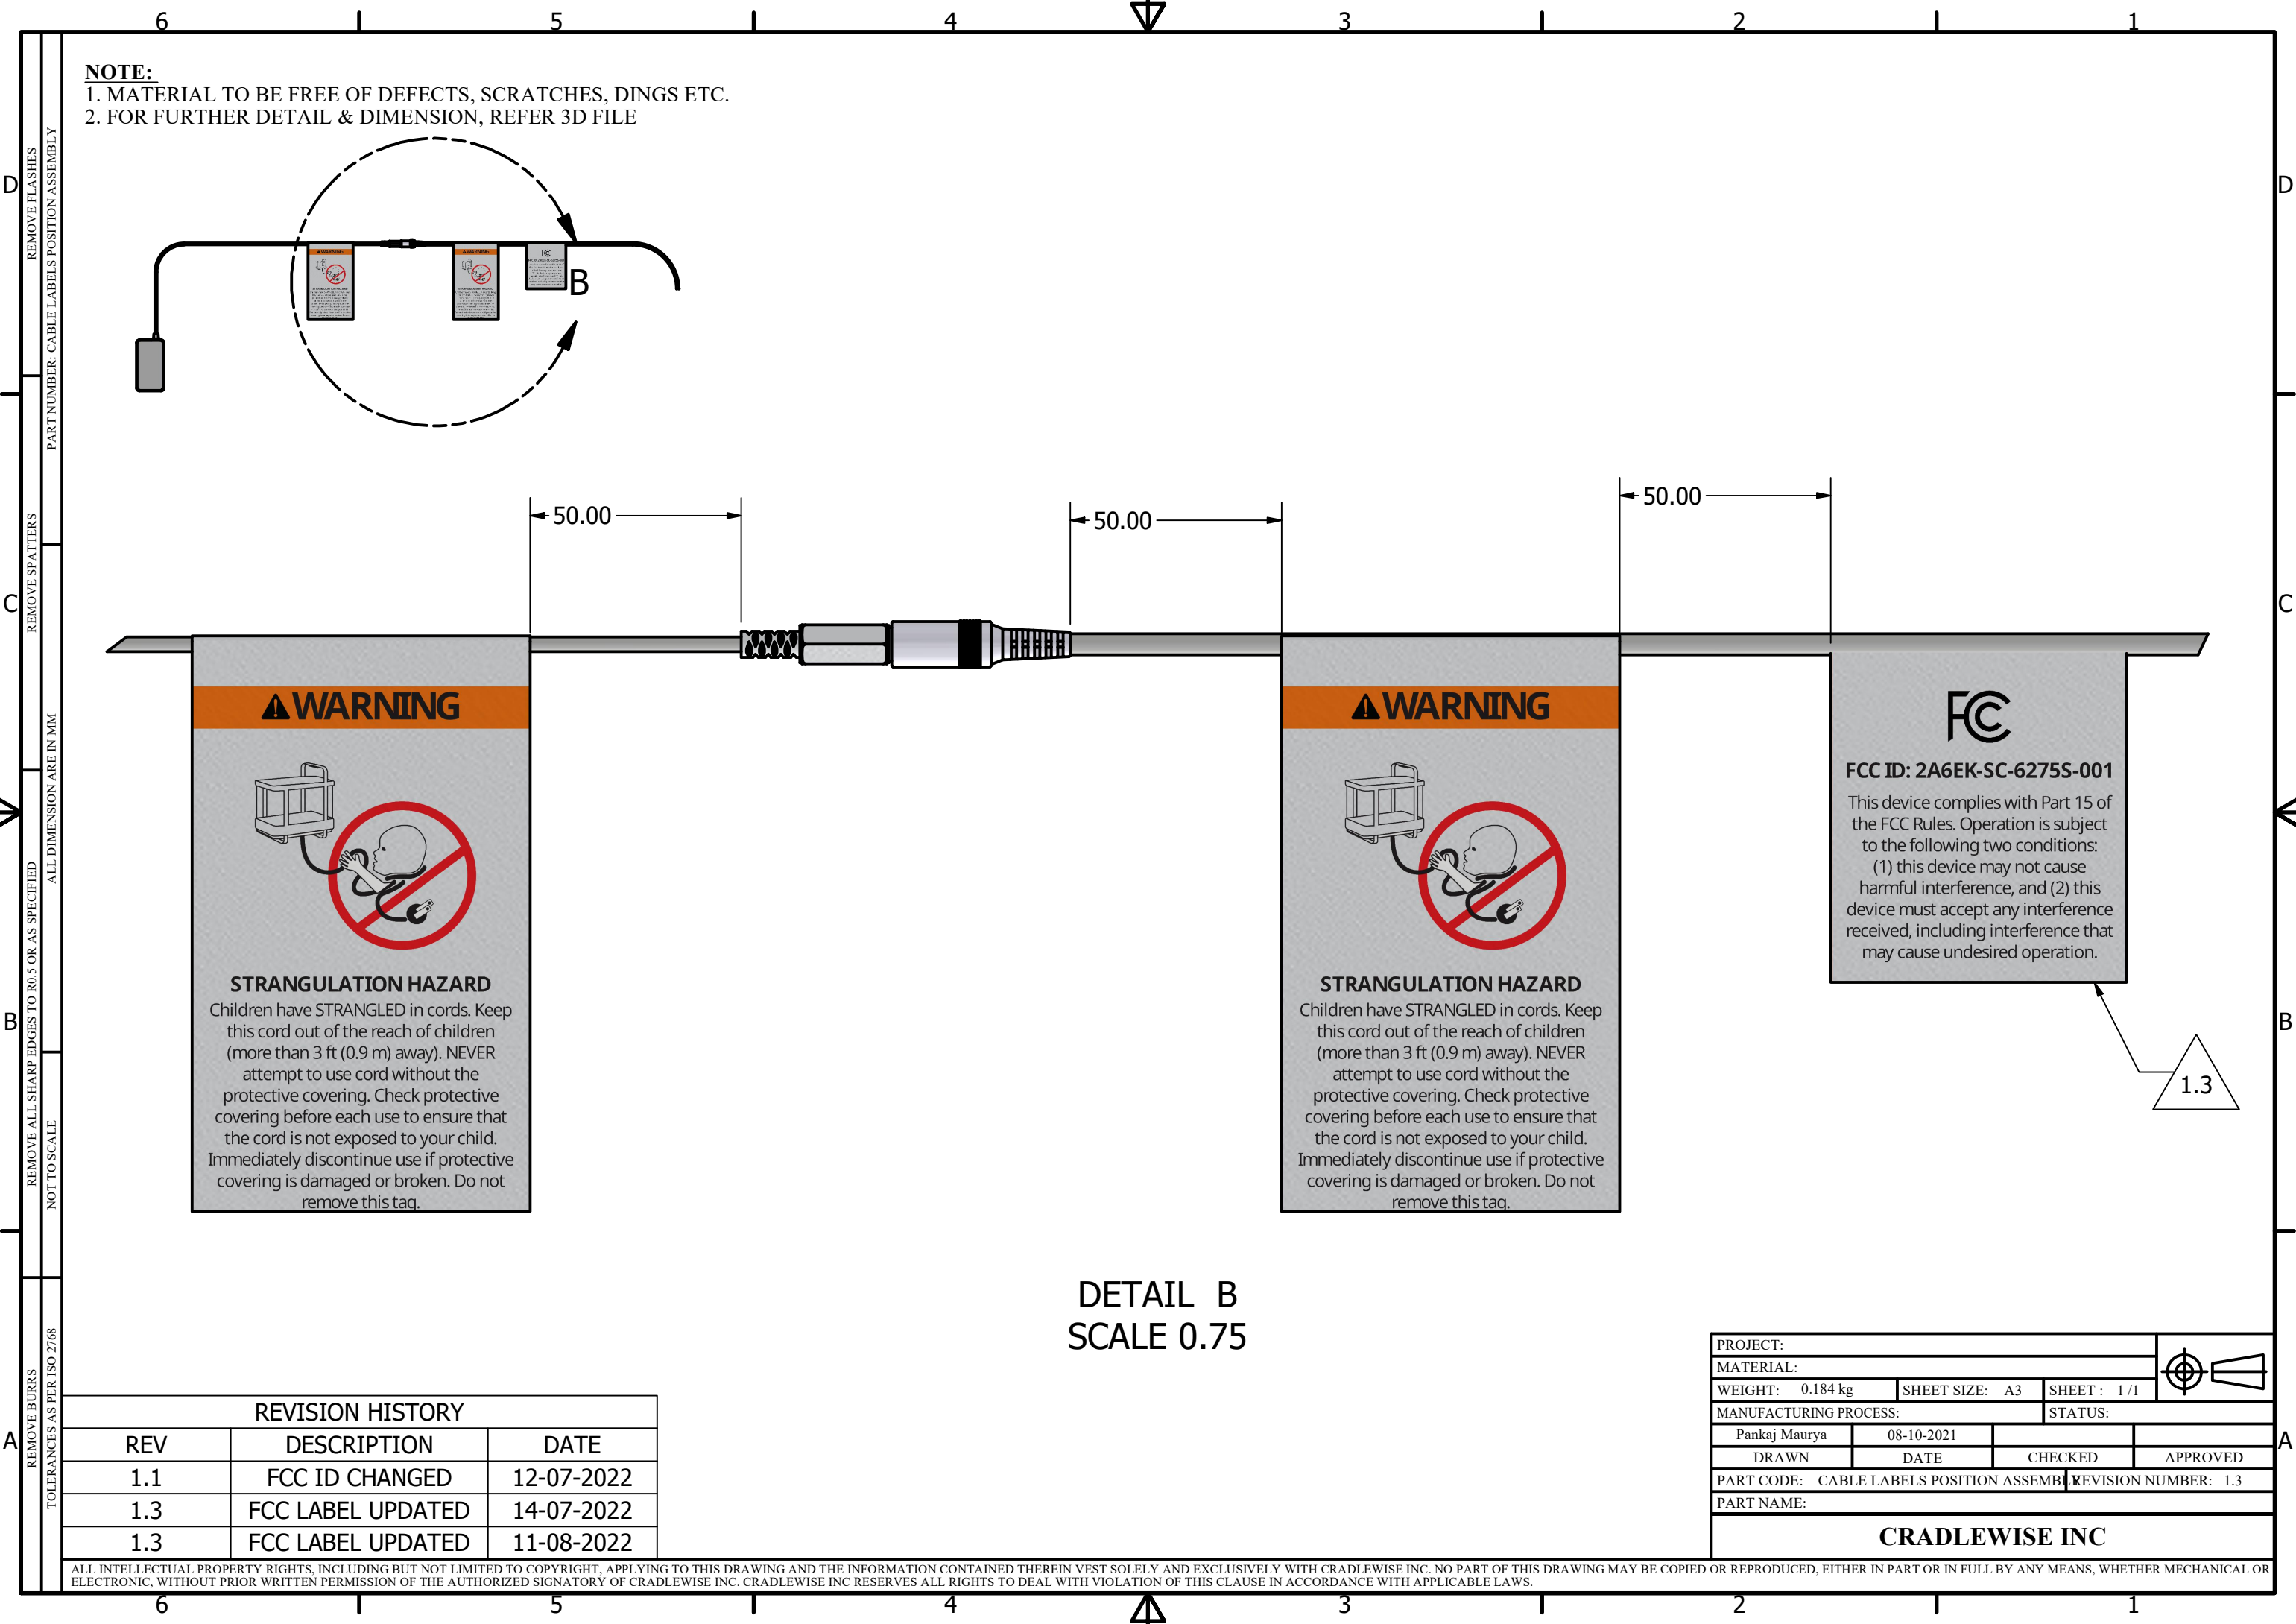 6 5 4 3 2 1
NOTE:
1. MATERIAL TO BE FREE OF DEFECTS, SCRATCHES, DINGS ETC.
2. FOR FURTHER DETAIL & DIMENSION, REFER 3D FILE
D
D
REMOVE FLASHES
PART NUMBER: CABLE LABELS POSITION ASSEMBLY
WARNING
WARNING
FC
B
C
C
REMOVE SPATTERS
ALL DIMENSION ARE IN MM
50.00
50.00
50.00
WARNING
STRANGULATION HAZARD
Children have STRANGLED in cords. Keep
this cord out of the reach of children
(more than 3 ft (0.9 m) away). NEVER
attempt to use cord without the
protective covering. Check protective
covering before each use to ensure that
the cord is not exposed to your child.
Immediately discontinue use if protective
covering is damaged or broken. Do not
remove this tag.
WARNING
STRANGULATION HAZARD
Children have STRANGLED in cords. Keep
this cord out of the reach of children
(more than 3 ft (0.9 m) away). NEVER
attempt to use cord without the
protective covering. Check protective
covering before each use to ensure that
the cord is not exposed to your child.
Immediately discontinue use if protective
covering is damaged or broken. Do not
remove this tag.
FCC
FCC ID: 2A6EK-SC-6275S-001
This device complies with Part 15 of
the FCC Rules. Operation is subject
to the following two conditions:
(1) this device may not cause
harmful interference, and (2) this
device must accept any interference
received, including interference that
may cause undesired operation.
1.3
B
B
REMOVE ALL SHARP EDGES TO R0.5 OR AS SPECIFIED
NOT TO SCALE
DETAIL B
SCALE 0.75
A
A
REMOVE BURRS
TOLERANCES AS PER ISO 2768
REVISION HISTORY
REV DESCRIPTION DATE
1.1 FCC ID CHANGED 12-07-2022
1.3 FCC LABEL UPDATED 14-07-2022
1.3 FCC LABEL UPDATED 11-08-2022
PROJECT:
MATERIAL:
WEIGHT: 0.184 kg SHEET SIZE: A3 SHEET : 1 /1
MANUFACTURING PROCESS: STATUS:
Pankaj Maurya 08-10-2021
DRAWN DATE CHECKED APPROVED
PART CODE: CABLE LABELS POSITION ASSEMBLY REVISION NUMBER: 1.3
PART NAME:
CRADLEWISE INC
ALL INTELLECTUAL PROPERTY RIGHTS, INCLUDING BUT NOT LIMITED TO COPYRIGHT, APPLYING TO THIS DRAWING AND THE INFORMATION CONTAINED THEREIN VEST SOLELY AND EXCLUSIVELY WITH CRADLEWISE INC. NO PART OF THIS DRAWING MAY BE COPIED OR REPRODUCED, EITHER IN PART OR IN FULL BY ANY MEANS, WHETHER MECHANICAL OR
ELECTRONIC, WITHOUT PRIOR WRITTEN PERMISSION OF THE AUTHORIZED SIGNATORY OF CRADLEWISE INC. CRADLEWISE INC RESERVES ALL RIGHTS TO DEAL WITH VIOLATION OF THIS CLAUSE IN ACCORDANCE WITH APPLICABLE LAWS.
6 5 4 3 2 1